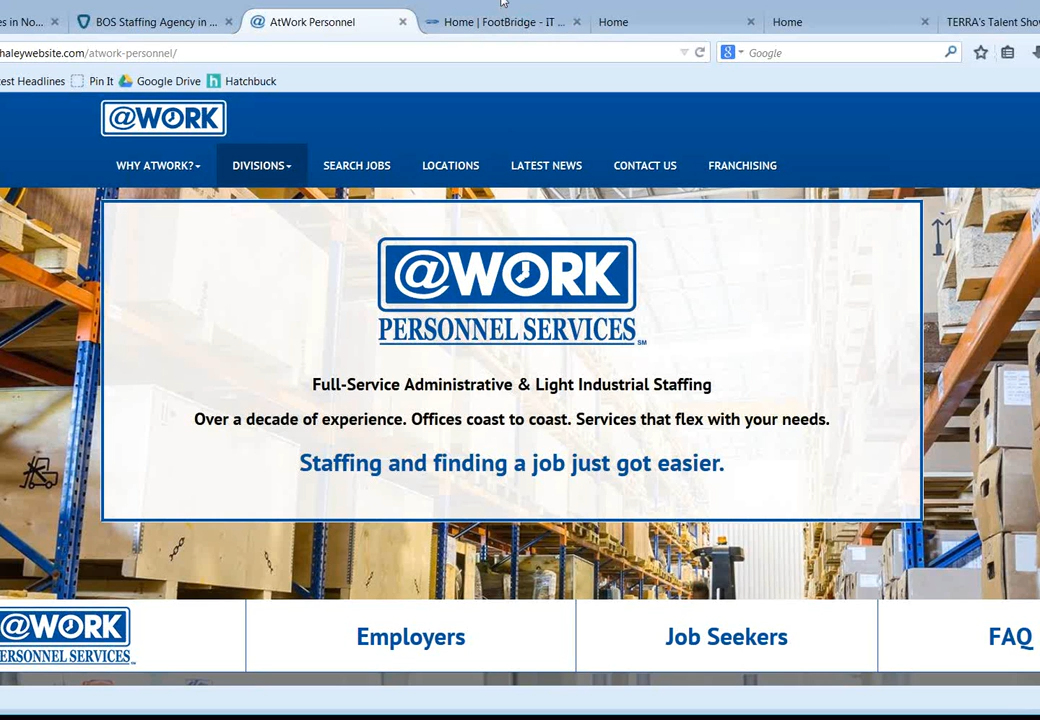 es in No...
BOS Staffing Agency in ...
@ AtWork Personnel
Home | FootBridge - IT ...
Home
Home
TERRA's Talent Sho
haleywebsite.com/atwork-personnel/
Google
est Headlines
Pin It
Google Drive
Hatchbuck
@WORK
WHY ATWORK?
DIVISIONS
SEARCH JOBS
LOCATIONS
LATEST NEWS
CONTACT US
FRANCHISING
@WORK
PERSONNEL SERVICES SM
Full-Service Administrative & Light Industrial Staffing
Over a decade of experience. Offices coast to coast. Services that flex with your needs.
Staffing and finding a job just got easier.
@WORK
ERSONNEL SERVICES
Employers
Job Seekers
FAQ